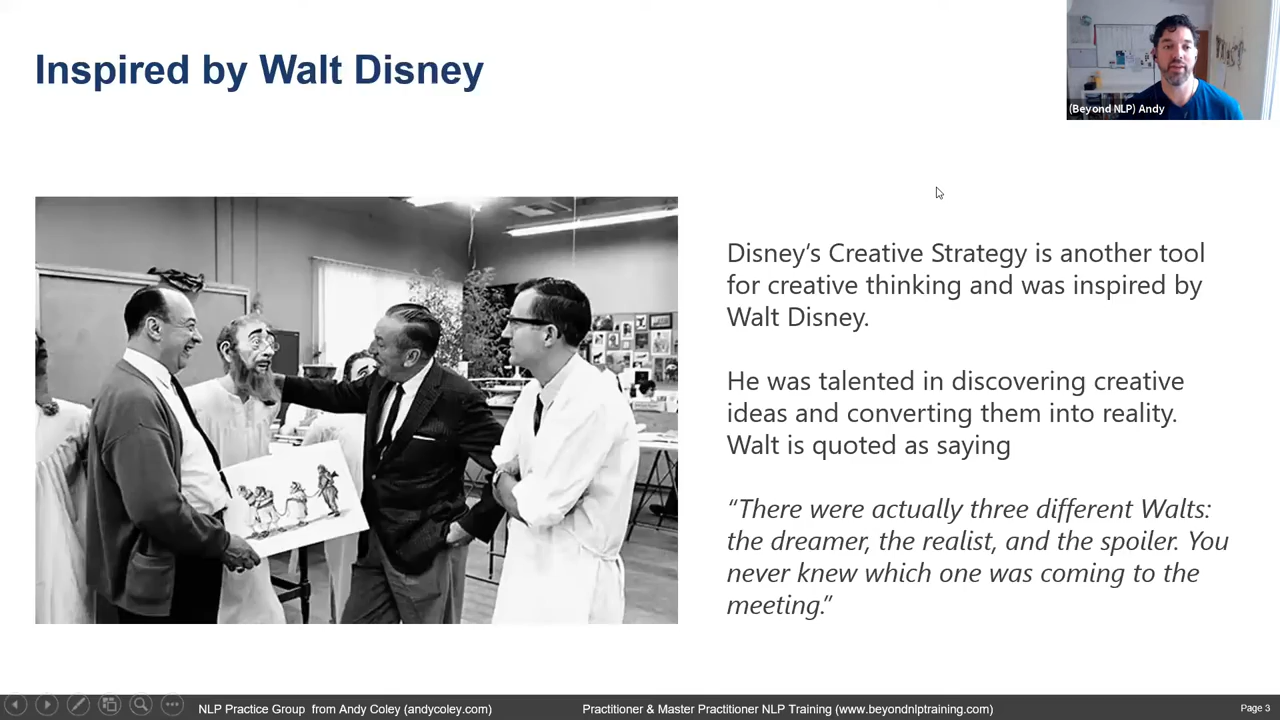 Inspired by Walt Disney
(Beyond NLP) Andy
Disney’s Creative Strategy is another tool
for creative thinking and was inspired by
Walt Disney.
He was talented in discovering creative
ideas and converting them into reality.
Walt is quoted as saying
“There were actually three different Walts:
the dreamer, the realist, and the spoiler. You
never knew which one was coming to the
meeting.”
NLP Practice Group  from Andy Coley (andycoley.com)
Practitioner & Master Practitioner NLP Training (www.beyondnlptraining.com)
Page 3